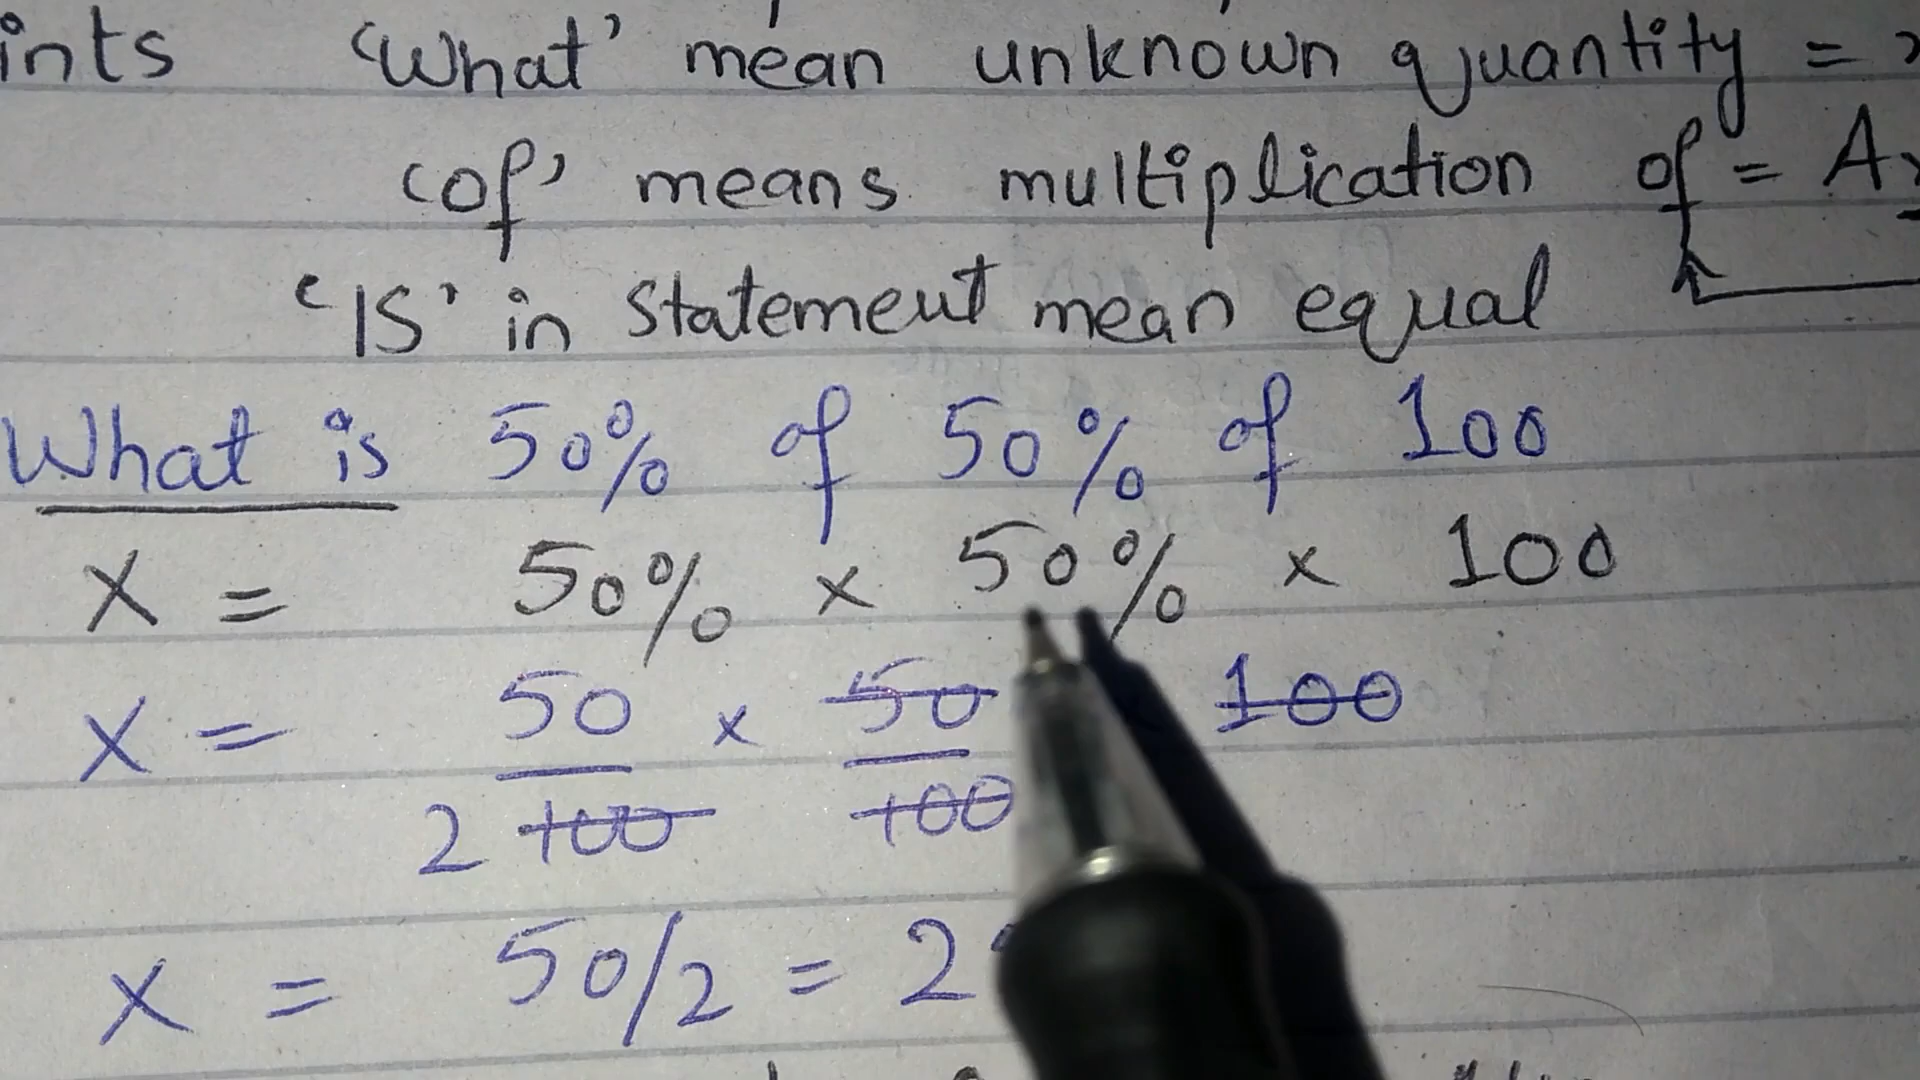 ints 'What' mean unknown quantity =
'of' means multiplication of =
'IS' in statement mean equal
What is 50% of 50% of 100
X = 50% x 50% x 100
X = 50 x 50 100
2 100 100
X = 50/2 = 2